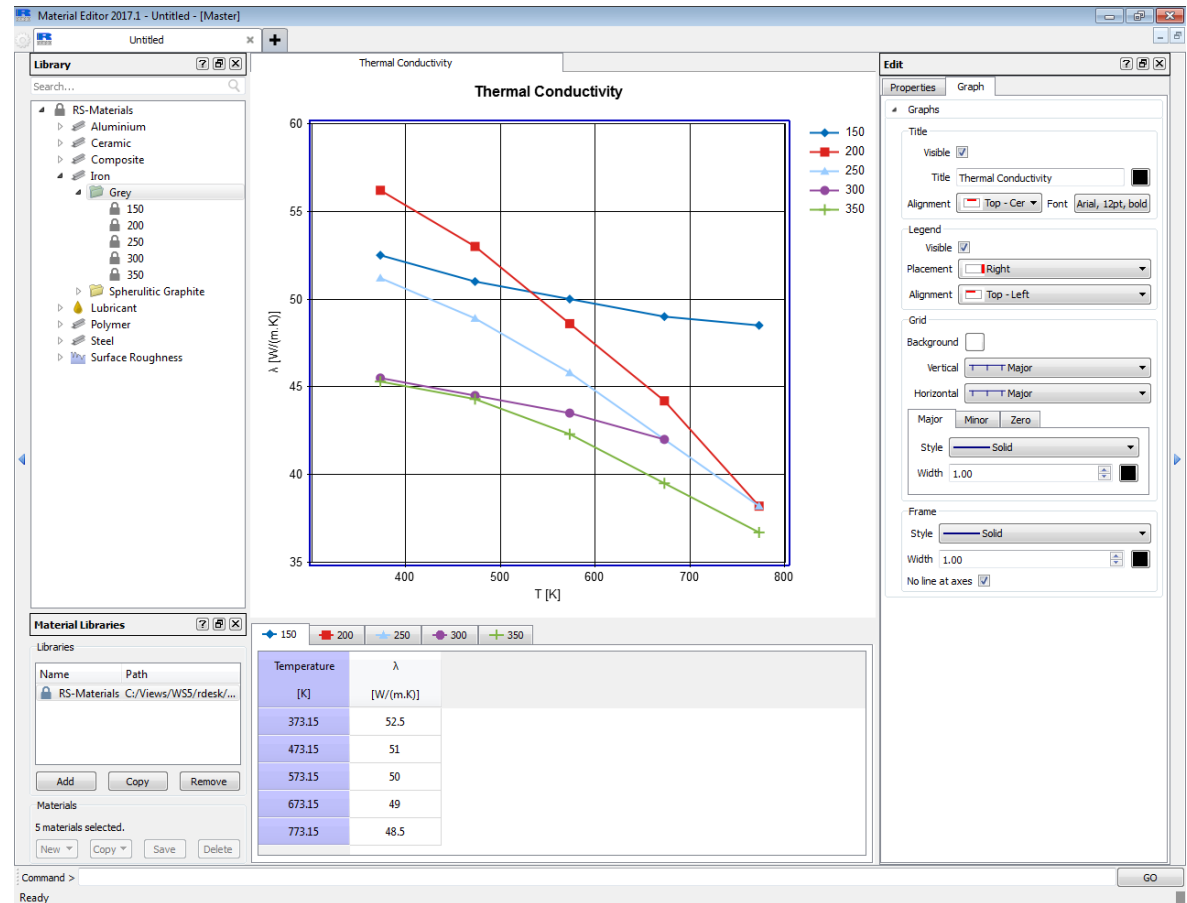 Material Editor 2017.1 - Untitled - [Master]
Untitled
Library
Search...
RS-Materials
Aluminium
Ceramic
Composite
Iron
Grey
150
200
250
300
350
Spherulitic Graphite
Lubricant
Polymer
Steel
Surface Roughness
Material Libraries
Libraries
Name Path
RS-Materials C:/Views/WS5/rdesk/...
Add Copy Remove
Materials
5 materials selected.
New Copy Save Delete
Thermal Conductivity
Thermal Conductivity
λ [W/(m.K)]
60
55
50
45
40
35
400 500 600 700 800
T [K]
150
200
250
300
350
150 200 250 300 350
Temperature λ
[K] [W/(m.K)]
373.15 52.5
473.15 51
573.15 50
673.15 49
773.15 48.5
Edit
Properties Graph
Graphs
Title
Visible
Title Thermal Conductivity
Alignment Top - Cer Font Arial, 12pt, bold
Legend
Visible
Placement Right
Alignment Top - Left
Grid
Background
Vertical Major
Horizontal Major
Major Minor Zero
Style Solid
Width 1.00
Frame
Style Solid
Width 1.00
No line at axes
Command > GO
Ready